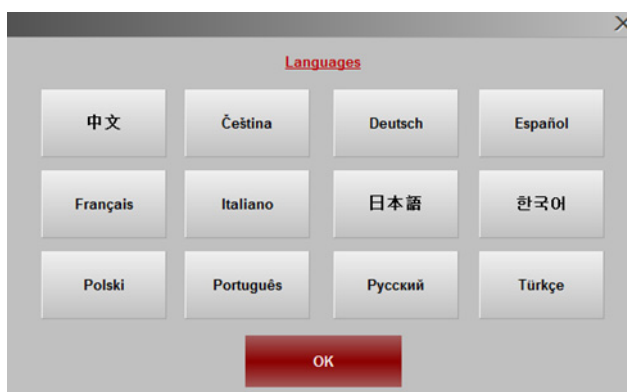 Languages
中文 Čeština Deutsch Español
Français Italiano 日本語 한국어
Polski Português Русский Türkçe
OK